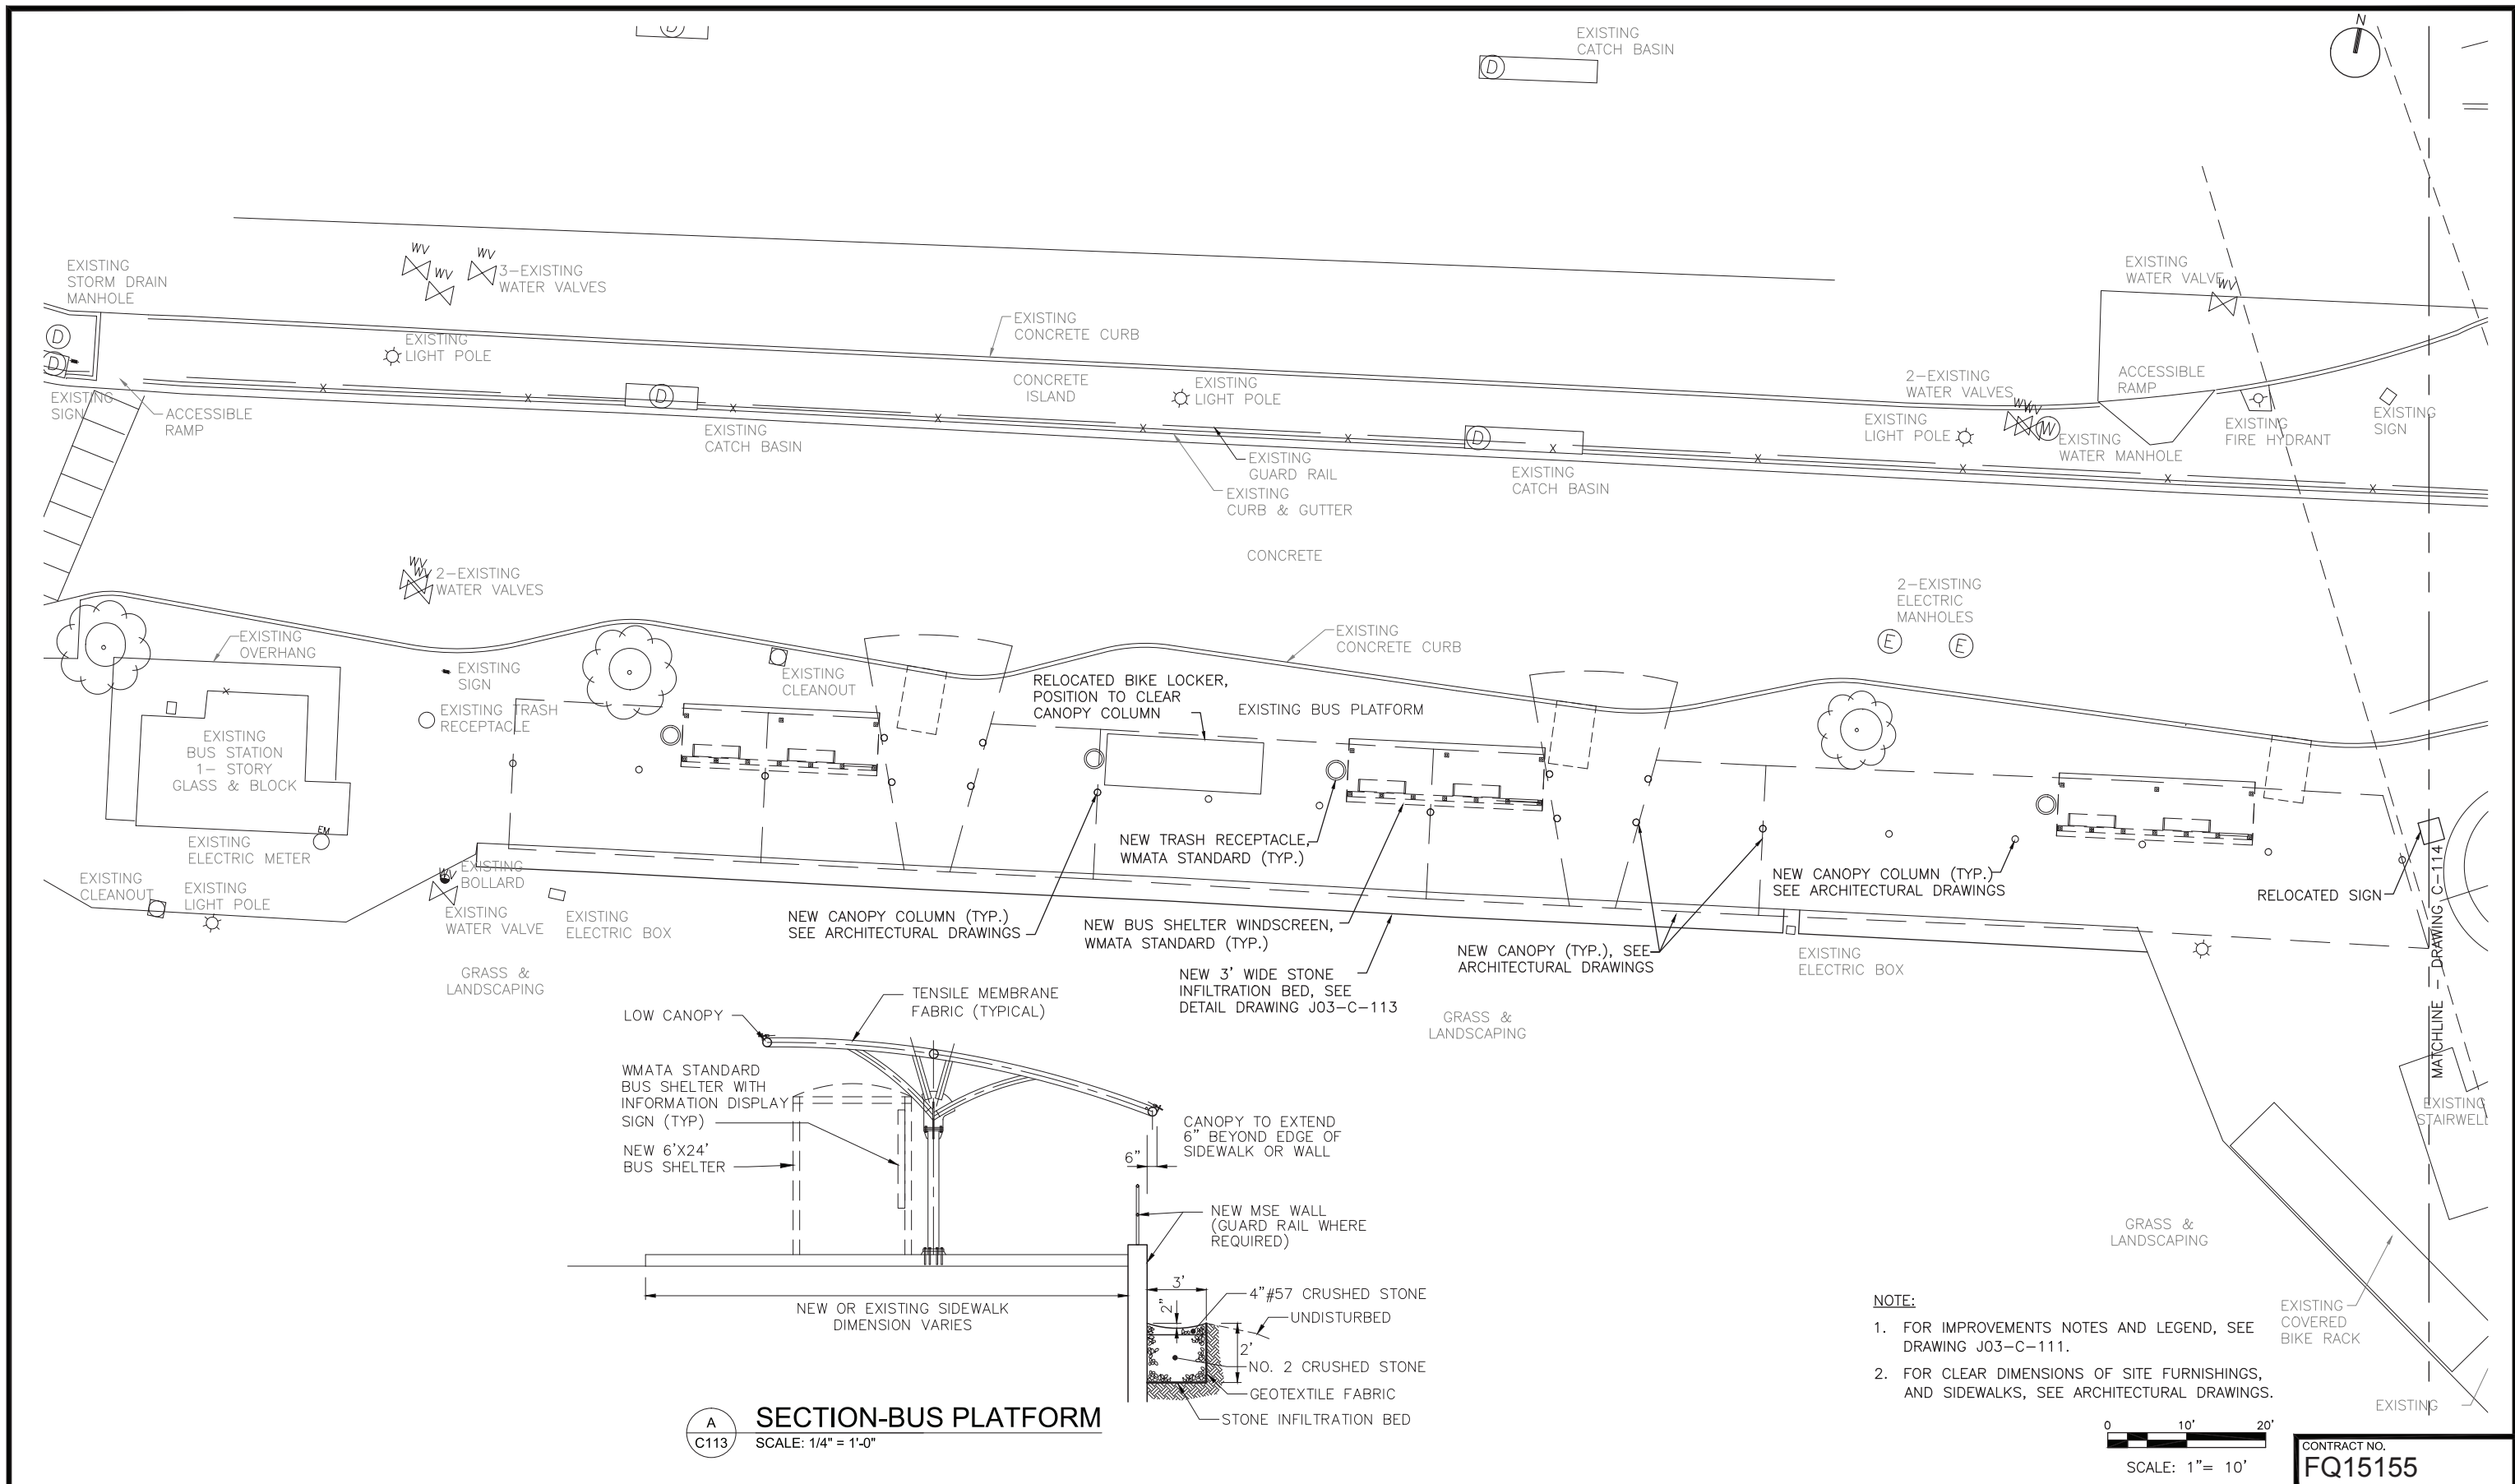 EXISTING
CATCH BASIN
N
D
D
EXISTING
STORM DRAIN
MANHOLE
WV
WV
WV
3-EXISTING
WATER VALVES
EXISTING
WATER VALVE
WV
EXISTING
CONCRETE CURB
D
D
EXISTING
LIGHT POLE
CONCRETE
ISLAND
EXISTING
LIGHT POLE
2-EXISTING
WATER VALVES
ACCESSIBLE
RAMP
EXISTING
SIGN
ACCESSIBLE
RAMP
D
EXISTING
CATCH BASIN
D
EXISTING
LIGHT POLE
WV
WV
W
EXISTING
WATER MANHOLE
EXISTING
FIRE HYDRANT
EXISTING
SIGN
EXISTING
GUARD RAIL
EXISTING
CATCH BASIN
EXISTING
CURB & GUTTER
CONCRETE
WV
WV
2-EXISTING
WATER VALVES
2-EXISTING
ELECTRIC
MANHOLES
E
E
EXISTING
OVERHANG
EXISTING
CONCRETE CURB
EXISTING
SIGN
EXISTING
CLEANOUT
RELOCATED BIKE LOCKER,
POSITION TO CLEAR
CANOPY COLUMN
EXISTING BUS PLATFORM
EXISTING TRASH
RECEPTACLE
EXISTING
BUS STATION
1- STORY
GLASS & BLOCK
EM
EXISTING
ELECTRIC METER
NEW TRASH RECEPTACLE,
WMATA STANDARD (TYP.)
EXISTING
CLEANOUT
EXISTING
LIGHT POLE
WV
EXISTING
BOLLARD
EXISTING
WATER VALVE
EXISTING
ELECTRIC BOX
NEW CANOPY COLUMN (TYP.)
SEE ARCHITECTURAL DRAWINGS
NEW BUS SHELTER WINDSCREEN,
WMATA STANDARD (TYP.)
NEW CANOPY COLUMN (TYP.)
SEE ARCHITECTURAL DRAWINGS
RELOCATED SIGN
NEW CANOPY (TYP.), SEE
ARCHITECTURAL DRAWINGS
EXISTING
ELECTRIC BOX
GRASS &
LANDSCAPING
NEW 3' WIDE STONE
INFILTRATION BED, SEE
DETAIL DRAWING J03-C-113
GRASS &
LANDSCAPING
MATCHLINE - DRAWING C-114
EXISTING
STAIRWELL
LOW CANOPY
TENSILE MEMBRANE
FABRIC (TYPICAL)
WMATA STANDARD
BUS SHELTER WITH
INFORMATION DISPLAY
SIGN (TYP)
NEW 6'X24'
BUS SHELTER
CANOPY TO EXTEND
6" BEYOND EDGE OF
SIDEWALK OR WALL
6"
NEW MSE WALL
(GUARD RAIL WHERE
REQUIRED)
3'
2"
4"#57 CRUSHED STONE
UNDISTURBED
2'
NO. 2 CRUSHED STONE
GEOTEXTILE FABRIC
STONE INFILTRATION BED
NEW OR EXISTING SIDEWALK
DIMENSION VARIES
A
C113
SECTION-BUS PLATFORM
SCALE: 1/4" = 1'-0"
GRASS &
LANDSCAPING
EXISTING
COVERED
BIKE RACK
EXISTING
NOTE:
1. FOR IMPROVEMENTS NOTES AND LEGEND, SEE
DRAWING J03-C-111.
2. FOR CLEAR DIMENSIONS OF SITE FURNISHINGS,
AND SIDEWALKS, SEE ARCHITECTURAL DRAWINGS.
0 10' 20'
SCALE: 1"= 10'
CONTRACT NO.
FQ15155